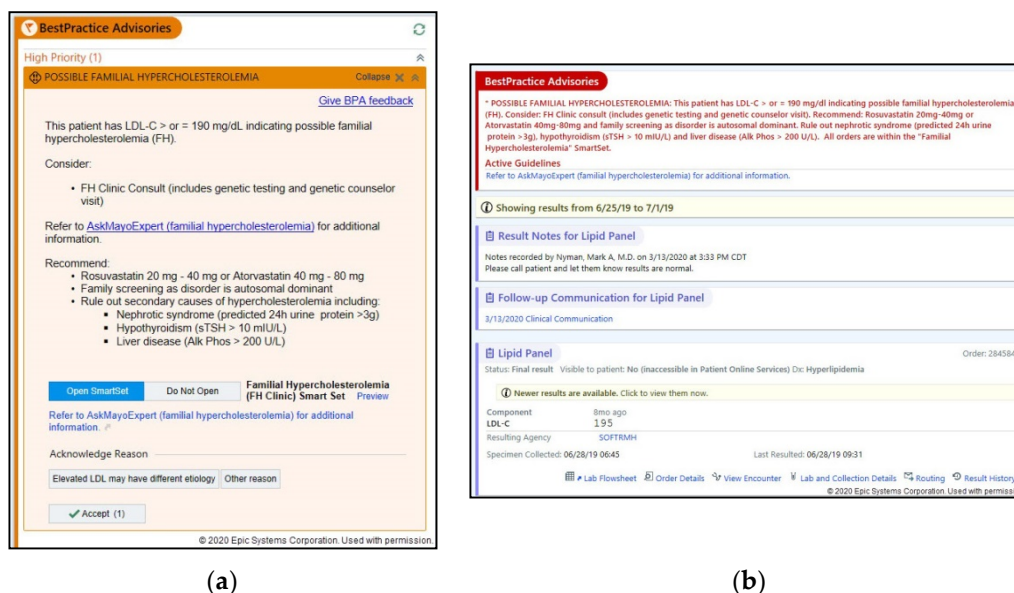 BestPractice Advisories
High Priority (1)
POSSIBLE FAMILIAL HYPERCHOLESTEROLEMIA Collapse
Give BPA feedback
This patient has LDL-C > or = 190 mg/dL indicating possible familial
hypercholesterolemia (FH).
Consider:
• FH Clinic Consult (includes genetic testing and genetic counselor
visit)
Refer to AskMayoExpert (familial hypercholesterolemia) for additional
information.
Recommend:
• Rosuvastatin 20 mg - 40 mg or Atorvastatin 40 mg - 80 mg
• Family screening as disorder is autosomal dominant
• Rule out secondary causes of hypercholesterolemia including:
▪ Nephrotic syndrome (predicted 24h urine protein >3g)
▪ Hypothyroidism (sTSH > 10 mIU/L)
▪ Liver disease (Alk Phos > 200 U/L)
Open SmartSet Do Not Open Familial Hypercholesterolemia
(FH Clinic) Smart Set Preview
Refer to AskMayoExpert (familial hypercholesterolemia) for additional
information.
Acknowledge Reason
Elevated LDL may have different etiology Other reason
Accept (1)
© 2020 Epic Systems Corporation. Used with permission.
(a)
BestPractice Advisories
* POSSIBLE FAMILIAL HYPERCHOLESTEROLEMIA: This patient has LDL-C > or = 190 mg/dl indicating possible familial hypercholesterolemia
(FH). Consider: FH Clinic consult (includes genetic testing and genetic counselor visit). Recommend: Rosuvastatin 20mg-40mg or
Atorvastatin 40mg-80mg and family screening as disorder is autosomal dominant. Rule out nephrotic syndrome (predicted 24h urine
protein >3g), hypothyroidism (sTSH > 10 mIU/L) and liver disease (Alk Phos > 200 U/L). All orders are within the "Familial
Hypercholesterolemia" SmartSet.
Active Guidelines
Refer to AskMayoExpert (familial hypercholesterolemia) for additional information.
Showing results from 6/25/19 to 7/1/19
Result Notes for Lipid Panel
Notes recorded by Nyman, Mark A, M.D. on 3/13/2020 at 3:33 PM CDT
Please call patient and let them know results are normal.
Follow-up Communication for Lipid Panel
3/13/2020 Clinical Communication
Lipid Panel Order: 284584
Status: Final result Visible to patient: No (inaccessible in Patient Online Services) Dx: Hyperlipidemia
Newer results are available. Click to view them now.
Component 8mo ago
LDL-C 195
Resulting Agency SOFTRMH
Specimen Collected: 06/28/19 06:45 Last Resulted: 06/28/19 09:31
Lab Flowsheet Order Details View Encounter Lab and Collection Details Routing Result History
© 2020 Epic Systems Corporation. Used with permissi
(b)